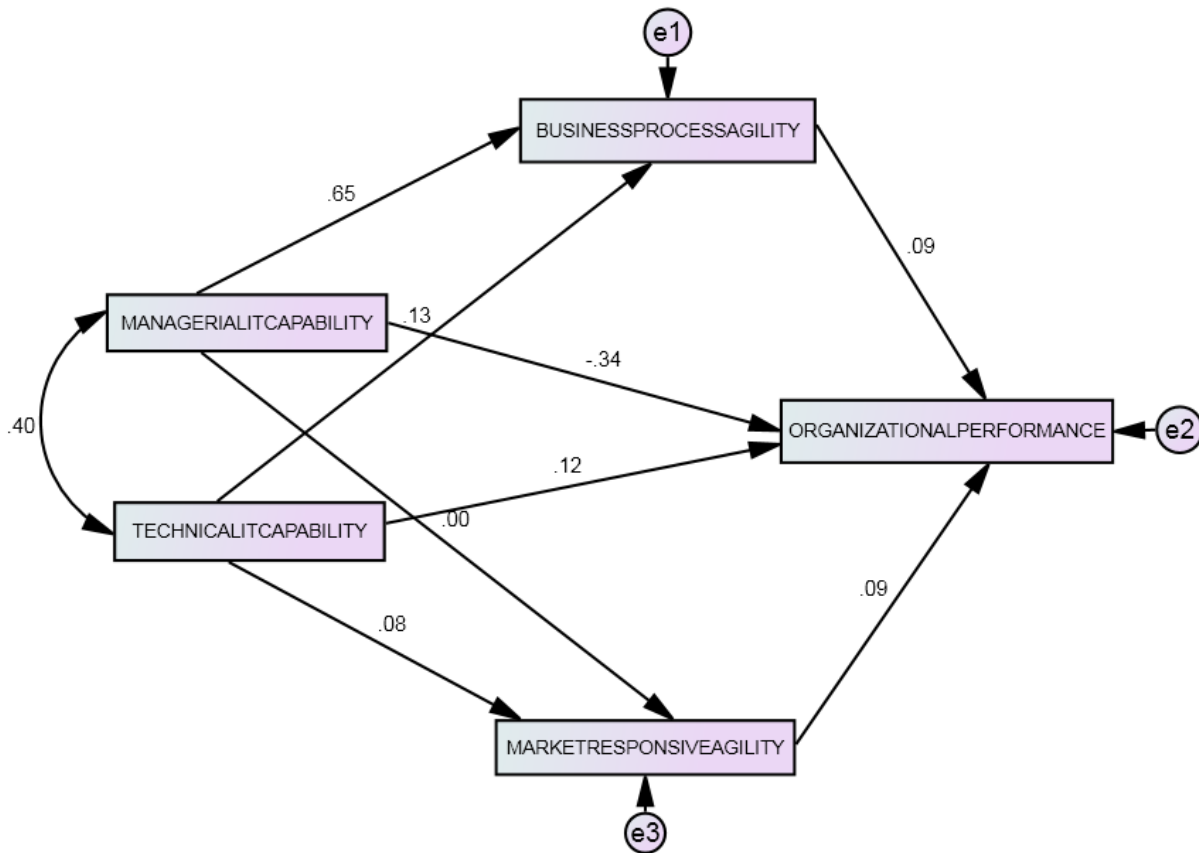 e1
BUSINESSPROCESSAGILITY
.65
.09
MANAGERIALITCAPABILITY
.13
-.34
.40
ORGANIZATIONALPERFORMANCE
e2
.12
TECHNICALITCAPABILITY
.00
.09
.08
MARKETRESPONSIVEAGILITY
e3